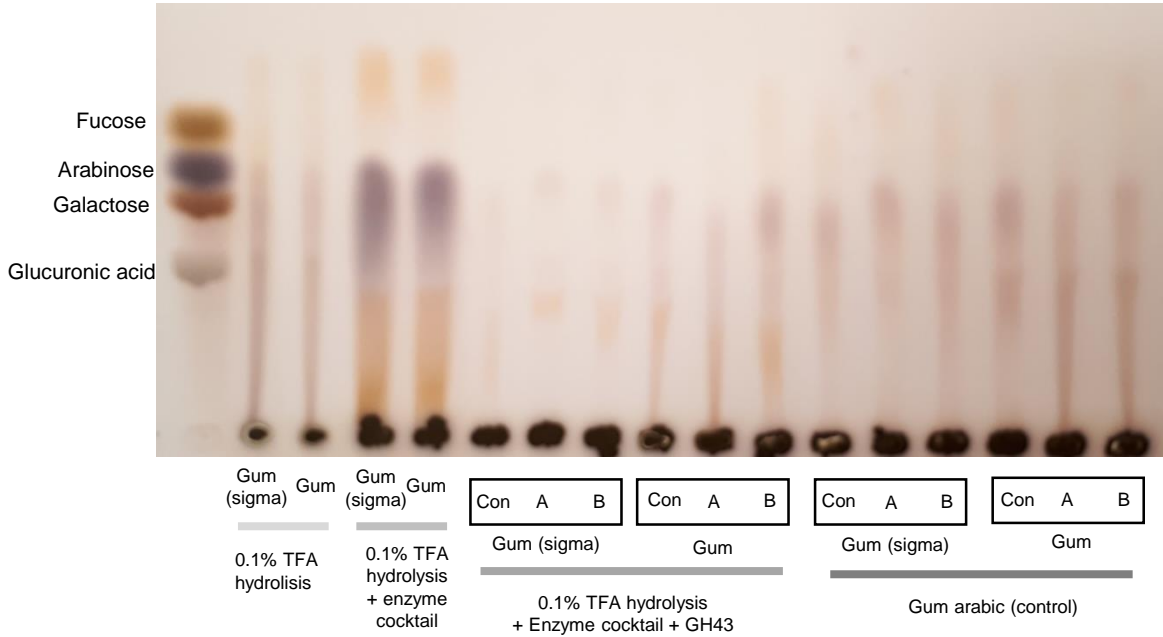 Fucose
Arabinose
Galactose
Glucuronic acid
Gum
(sigma)
Gum
Gum
(sigma)
Gum
Con A B
Con A B
Con A B
Con A B
Gum (sigma)
Gum
Gum (sigma)
Gum
0.1% TFA
hydrolisis
0.1% TFA
hydrolysis
+ enzyme
cocktail
0.1% TFA hydrolysis
+ Enzyme cocktail + GH43
Gum arabic (control)